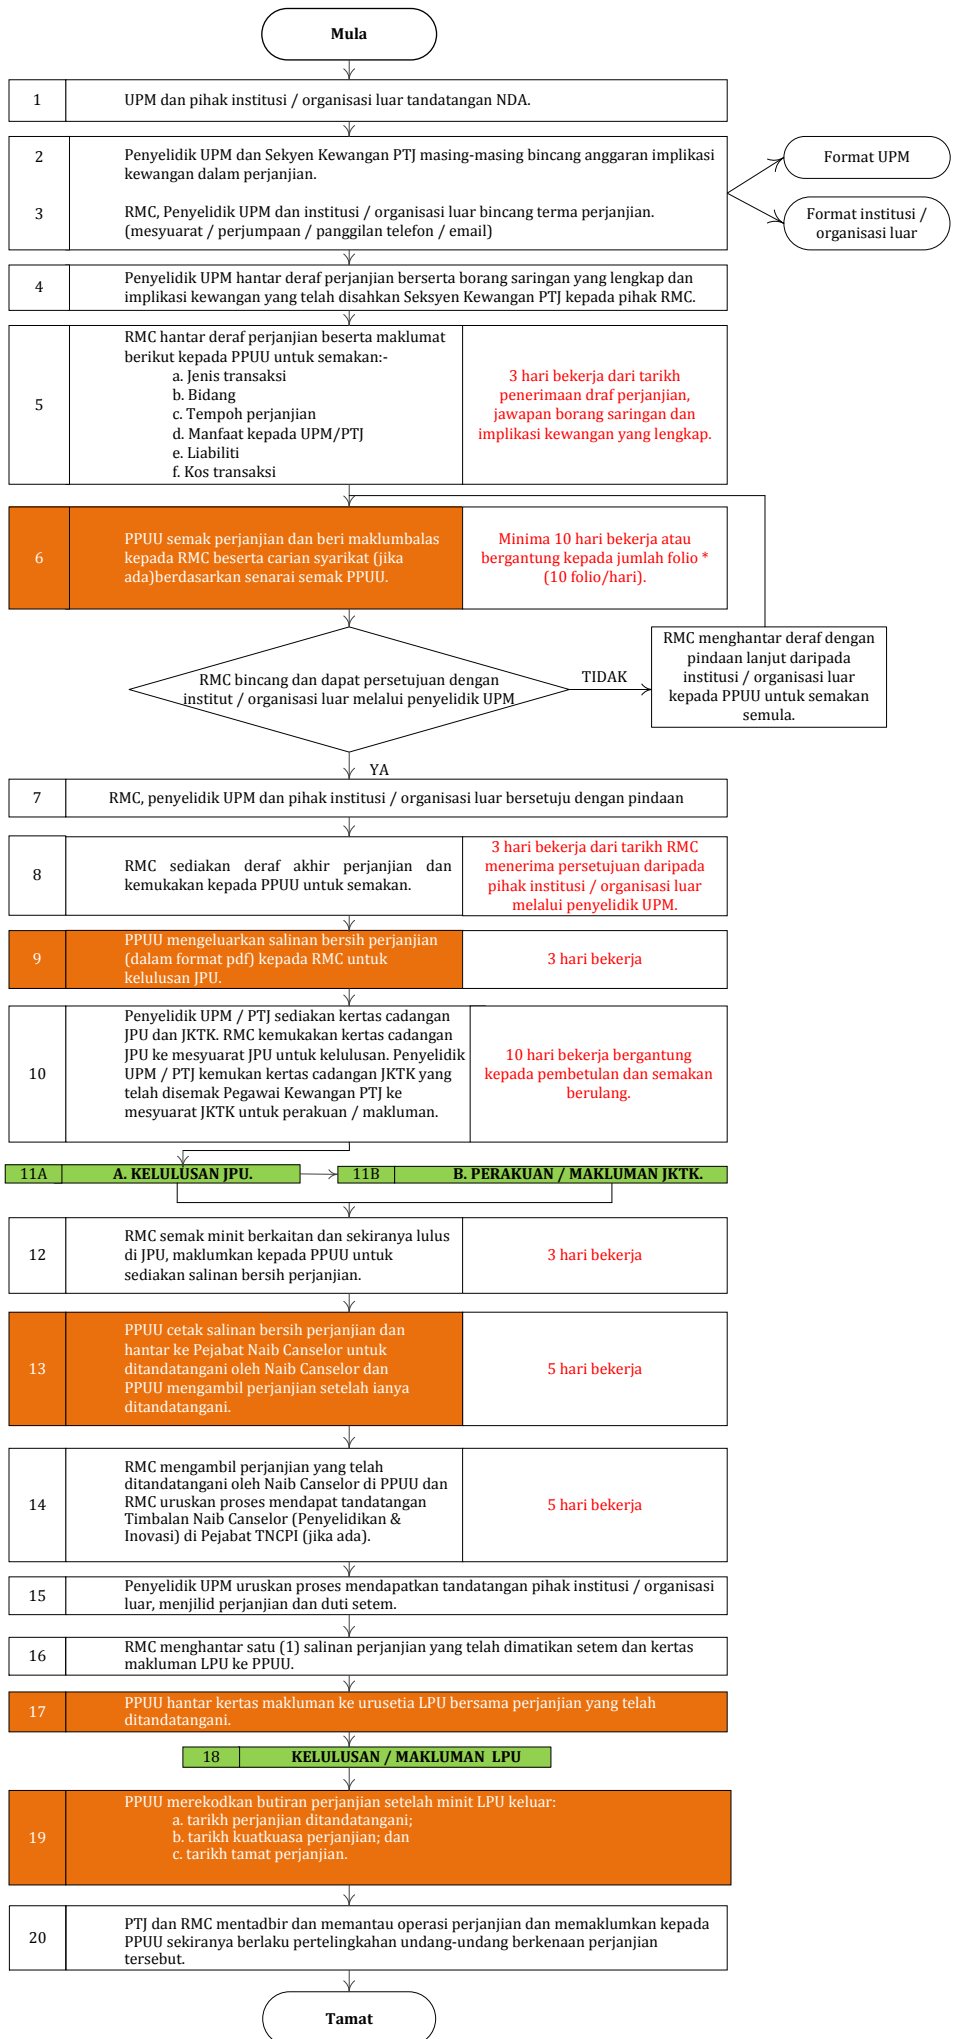 Mula
1
UPM dan pihak institusi / organisasi luar tandatangan NDA.
2
Penyelidik UPM dan Sekyen Kewangan PTJ masing-masing bincang anggaran implikasi
kewangan dalam perjanjian.
3
RMC, Penyelidik UPM dan institusi / organisasi luar bincang terma perjanjian.
(mesyuarat / perjumpaan / panggilan telefon / email)
Format UPM
Format institusi /
organisasi luar
4
Penyelidik UPM hantar deraf perjanjian berserta borang saringan yang lengkap dan
implikasi kewangan yang telah disahkan Seksyen Kewangan PTJ kepada pihak RMC.
5
RMC hantar deraf perjanjian beserta maklumat
berikut kepada PPUU untuk semakan:-
a. Jenis transaksi
b. Bidang
c. Tempoh perjanjian
d. Manfaat kepada UPM/PTJ
e. Liabiliti
f. Kos transaksi
3 hari bekerja dari tarikh
penerimaan draf perjanjian,
jawapan borang saringan dan
implikasi kewangan yang lengkap.
6
PPUU semak perjanjian dan beri maklumbalas
kepada RMC beserta carian syarikat (jika
ada)berdasarkan senarai semak PPUU.
Minima 10 hari bekerja atau
bergantung kepada jumlah folio *
(10 folio/hari).
RMC bincang dan dapat persetujuan dengan
institut / organisasi luar melalui penyelidik UPM
TIDAK
RMC menghantar deraf dengan
pindaan lanjut daripada
institusi / organisasi luar
kepada PPUU untuk semakan
semula.
YA
7
RMC, penyelidik UPM dan pihak institusi / organisasi luar bersetuju dengan pindaan
8
RMC sediakan deraf akhir perjanjian dan
kemukakan kepada PPUU untuk semakan.
3 hari bekerja dari tarikh RMC
menerima persetujuan daripada
pihak institusi / organisasi luar
melalui penyelidik UPM.
9
PPUU mengeluarkan salinan bersih perjanjian
(dalam format pdf) kepada RMC untuk
kelulusan JPU.
3 hari bekerja
10
Penyelidik UPM / PTJ sediakan kertas cadangan
JPU dan JKTK. RMC kemukakan kertas cadangan
JPU ke mesyuarat JPU untuk kelulusan. Penyelidik
UPM / PTJ kemukan kertas cadangan JKTK yang
telah disemak Pegawai Kewangan PTJ ke
mesyuarat JKTK untuk perakuan / makluman.
10 hari bekerja bergantung
kepada pembetulan dan semakan
berulang.
11A
A. KELULUSAN JPU.
11B
B. PERAKUAN / MAKLUMAN JKTK.
12
RMC semak minit berkaitan dan sekiranya lulus
di JPU, maklumkan kepada PPUU untuk
sediakan salinan bersih perjanjian.
3 hari bekerja
13
PPUU cetak salinan bersih perjanjian dan
hantar ke Pejabat Naib Canselor untuk
ditandatangani oleh Naib Canselor dan
PPUU mengambil perjanjian setelah ianya
ditandatangani.
5 hari bekerja
14
RMC mengambil perjanjian yang telah
ditandatangani oleh Naib Canselor di PPUU dan
RMC uruskan proses mendapat tandatangan
Timbalan Naib Canselor (Penyelidikan &
Inovasi) di Pejabat TNCPI (jika ada).
5 hari bekerja
15
Penyelidik UPM uruskan proses mendapatkan tandatangan pihak institusi / organisasi
luar, menjilid perjanjian dan duti setem.
16
RMC menghantar satu (1) salinan perjanjian yang telah dimatikan setem dan kertas
makluman LPU ke PPUU.
17
PPUU hantar kertas makluman ke urusetia LPU bersama perjanjian yang telah
ditandatangani.
18
KELULUSAN / MAKLUMAN LPU
19
PPUU merekodkan butiran perjanjian setelah minit LPU keluar:
a. tarikh perjanjian ditandatangani;
b. tarikh kuatkuasa perjanjian; dan
c. tarikh tamat perjanjian.
20
PTJ dan RMC mentadbir dan memantau operasi perjanjian dan memaklumkan kepada
PPUU sekiranya berlaku pertelingkahan undang-undang berkenaan perjanjian
tersebut.
Tamat